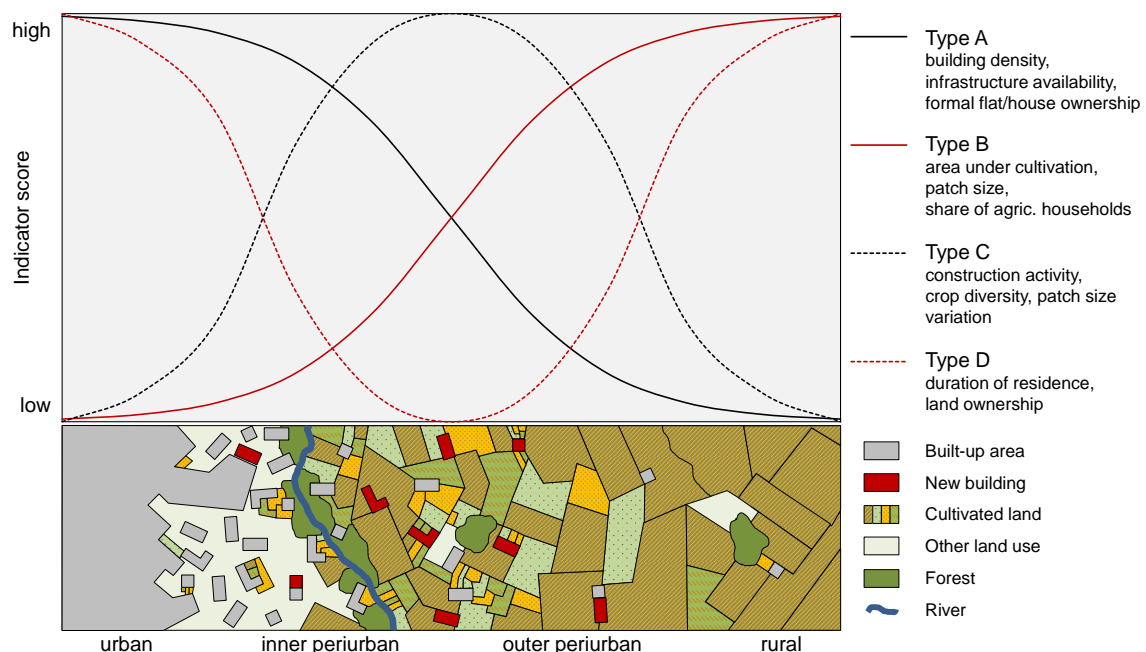 high
Indicator score
low
Type A
building density,
infrastructure availability,
formal flat/house ownership
Type B
area under cultivation,
patch size,
share of agric. households
Type C
construction activity,
crop diversity, patch size
variation
Type D
duration of residence,
land ownership
Built-up area
New building
Cultivated land
Other land use
Forest
River
urban
inner periurban
outer periurban
rural